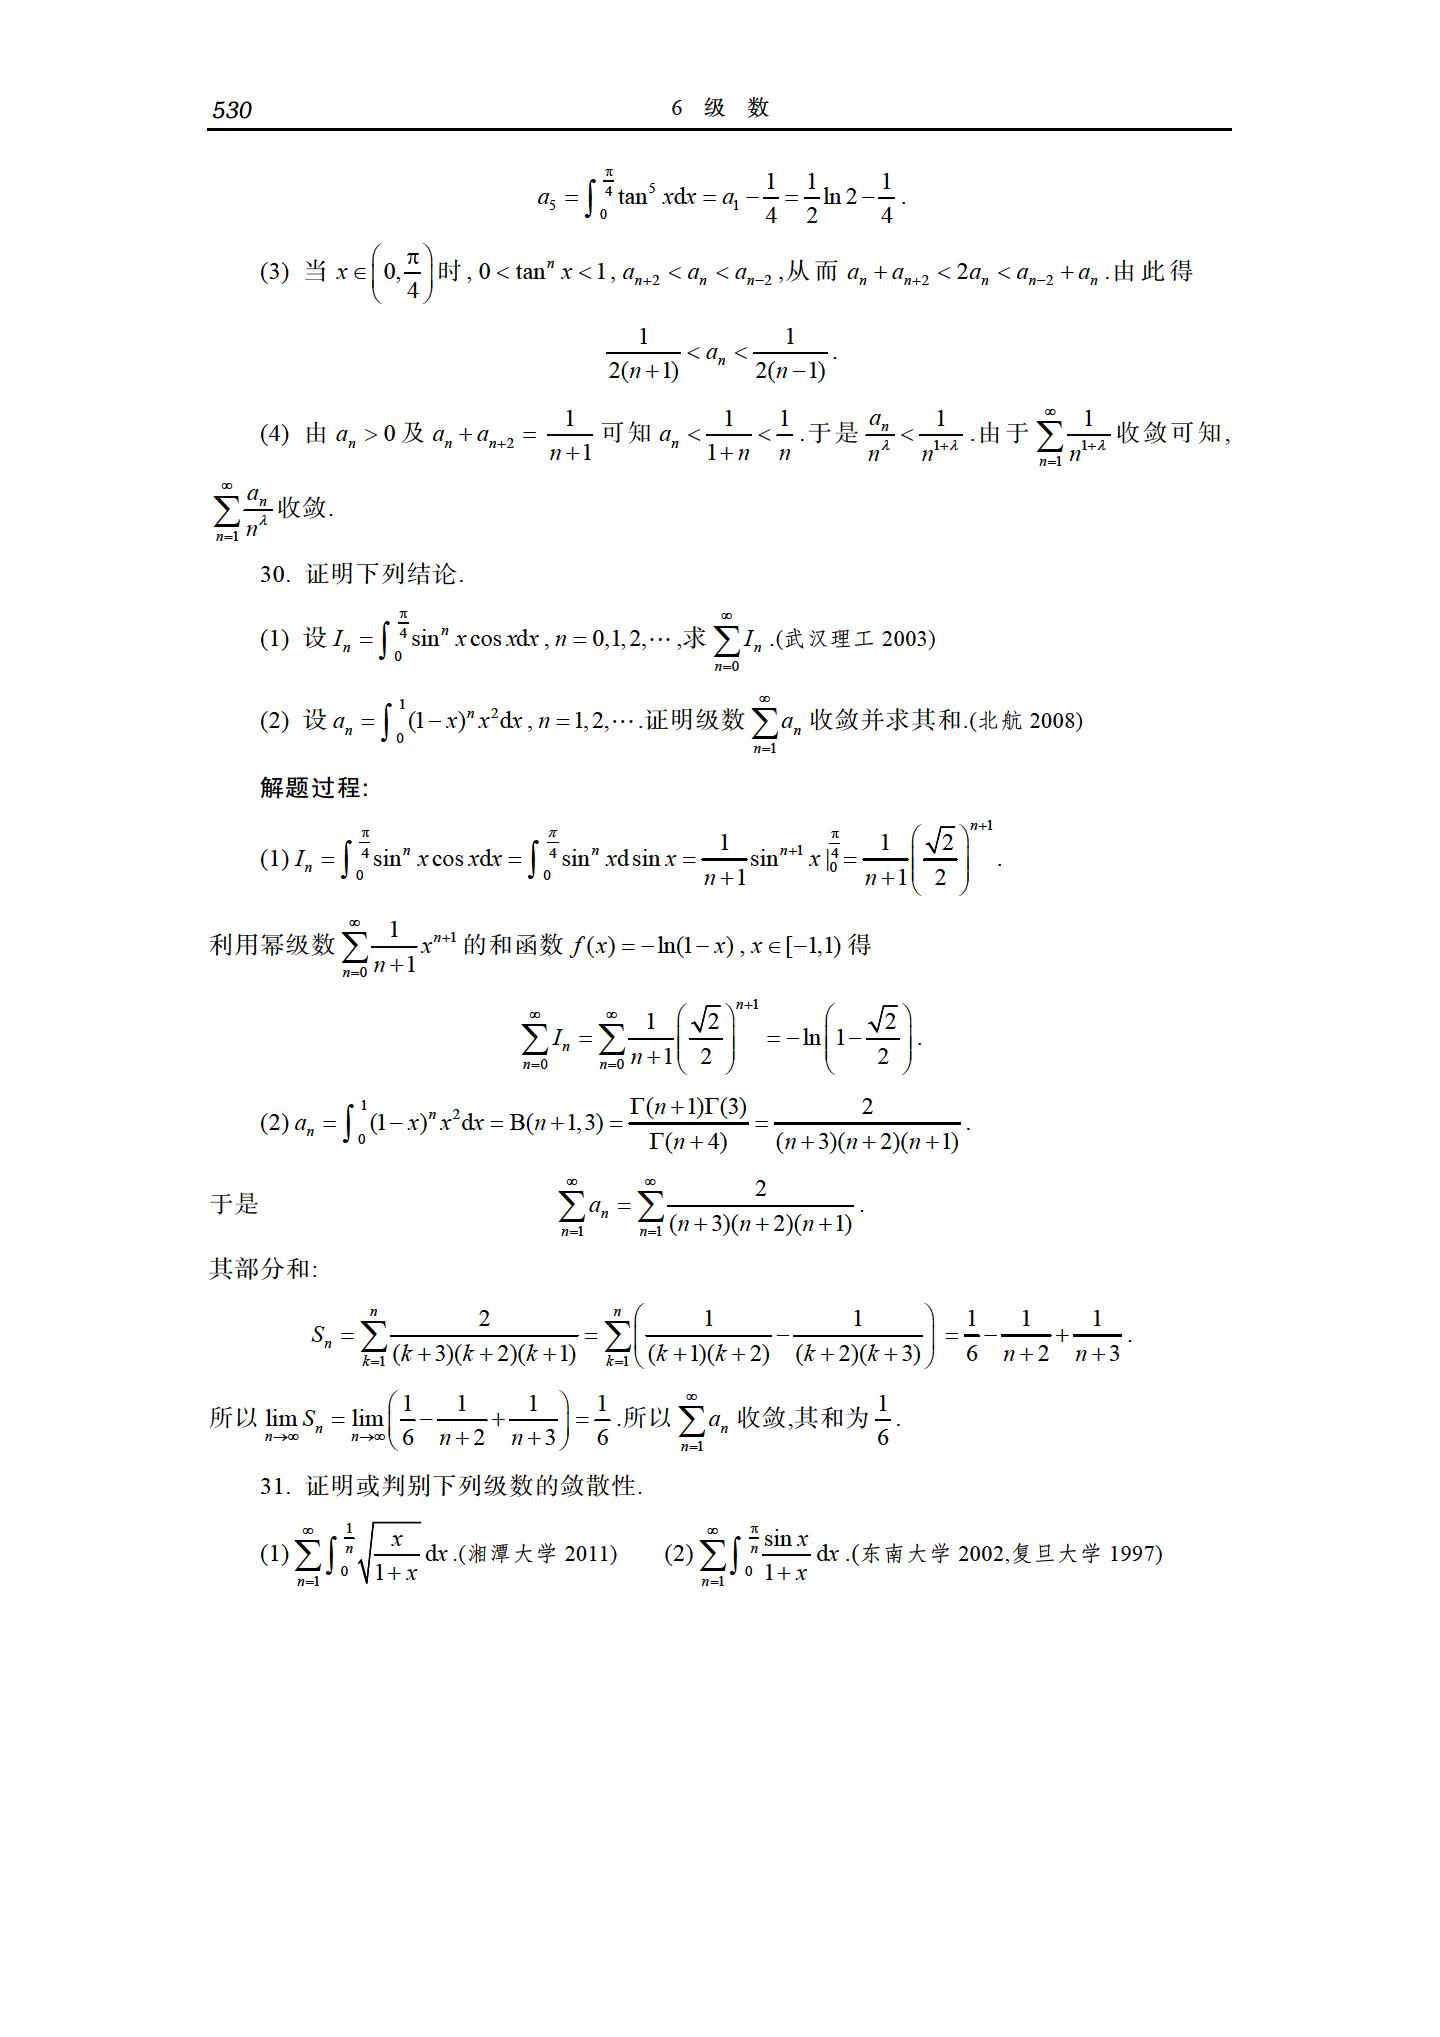 530 6 级 数
$a_5 = \int_0^{\frac{\pi}{4}} \tan^5 x dx = a_1 - \frac{1}{4} = \frac{1}{2}\ln 2 - \frac{1}{4}.$
(3) 当 $x \in \left(0, \frac{\pi}{4}\right)$ 时, $0 < \tan^n x < 1$, $a_{n+2} < a_n < a_{n-2}$,从而 $a_n + a_{n+2} < 2a_n < a_{n-2} + a_n$.由此得
$\frac{1}{2(n+1)} < a_n < \frac{1}{2(n-1)}.$
(4) 由 $a_n > 0$ 及 $a_n + a_{n+2} = \frac{1}{n+1}$ 可知 $a_n < \frac{1}{1+n} < \frac{1}{n}$.于是 $\frac{a_n}{n^\lambda} < \frac{1}{n^{1+\lambda}}$.由于 $\sum_{n=1}^{\infty} \frac{1}{n^{1+\lambda}}$ 收敛可知,
$\sum_{n=1}^{\infty} \frac{a_n}{n^\lambda}$ 收敛.
30. 证明下列结论.
(1) 设 $I_n = \int_0^{\frac{\pi}{4}} \sin^n x \cos x dx$, $n = 0,1,2,\cdots$,求 $\sum_{n=0}^{\infty} I_n$.(武汉理工 2003)
(2) 设 $a_n = \int_0^1 (1-x)^n x^2 dx$, $n = 1,2,\cdots$.证明级数 $\sum_{n=1}^{\infty} a_n$ 收敛并求其和.(北航 2008)
解题过程:
(1) $I_n = \int_0^{\frac{\pi}{4}} \sin^n x \cos x dx = \int_0^{\frac{\pi}{4}} \sin^n x d\sin x = \frac{1}{n+1} \sin^{n+1} x \Big|_0^{\frac{\pi}{4}} = \frac{1}{n+1} \left(\frac{\sqrt{2}}{2}\right)^{n+1}.$
利用幂级数 $\sum_{n=0}^{\infty} \frac{1}{n+1} x^{n+1}$ 的和函数 $f(x) = -\ln(1-x)$, $x \in [-1,1)$ 得
$\sum_{n=0}^{\infty} I_n = \sum_{n=0}^{\infty} \frac{1}{n+1} \left(\frac{\sqrt{2}}{2}\right)^{n+1} = -\ln\left(1 - \frac{\sqrt{2}}{2}\right).$
(2) $a_n = \int_0^1 (1-x)^n x^2 dx = \mathrm{B}(n+1,3) = \frac{\Gamma(n+1)\Gamma(3)}{\Gamma(n+4)} = \frac{2}{(n+3)(n+2)(n+1)}.$
于是 $\sum_{n=1}^{\infty} a_n = \sum_{n=1}^{\infty} \frac{2}{(n+3)(n+2)(n+1)}.$
其部分和:
$S_n = \sum_{k=1}^{n} \frac{2}{(k+3)(k+2)(k+1)} = \sum_{k=1}^{n} \left(\frac{1}{(k+1)(k+2)} - \frac{1}{(k+2)(k+3)}\right) = \frac{1}{6} - \frac{1}{n+2} + \frac{1}{n+3}.$
所以 $\lim_{n \to \infty} S_n = \lim_{n \to \infty} \left(\frac{1}{6} - \frac{1}{n+2} + \frac{1}{n+3}\right) = \frac{1}{6}$.所以 $\sum_{n=1}^{\infty} a_n$ 收敛,其和为 $\frac{1}{6}$.
31. 证明或判别下列级数的敛散性.
(1) $\sum_{n=1}^{\infty} \int_0^{\frac{1}{n}} \sqrt{\frac{x}{1+x}} dx$.(湘潭大学 2011) (2) $\sum_{n=1}^{\infty} \int_0^{\frac{\pi}{n}} \frac{\sin x}{1+x} dx$.(东南大学 2002,复旦大学 1997)